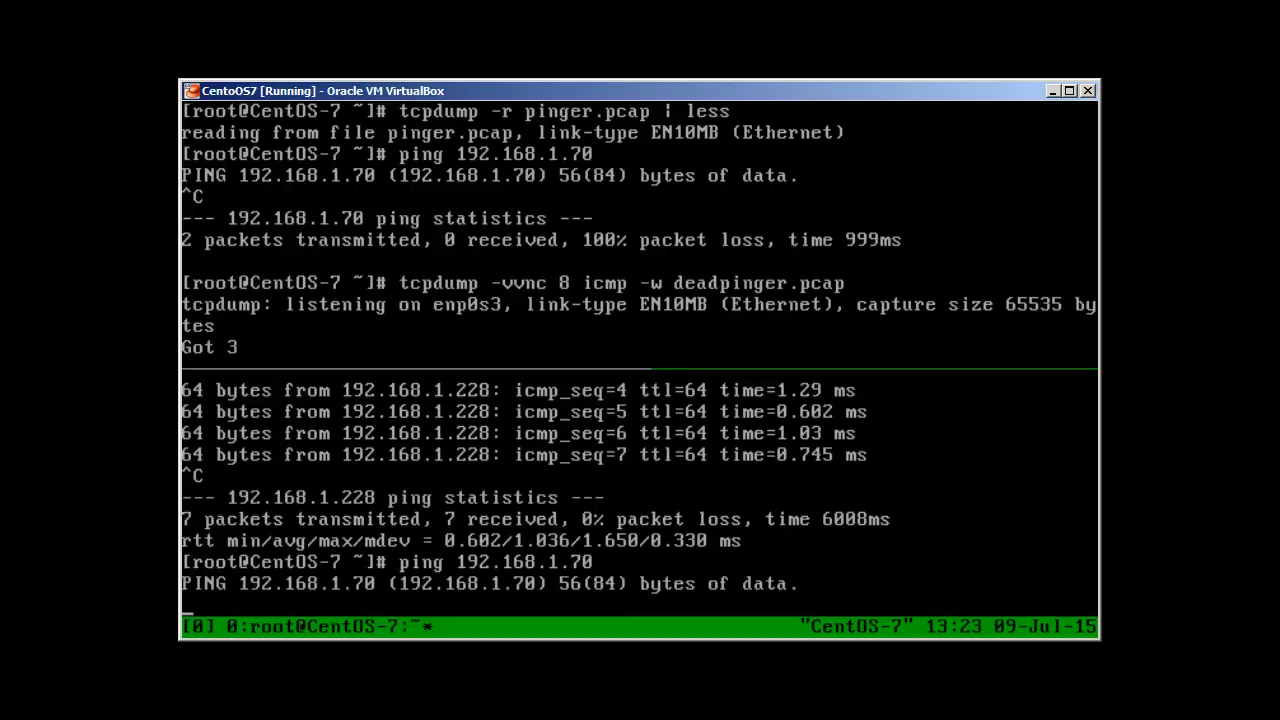 CentoOS7 [Running] - Oracle VM VirtualBox
[root@CentOS-7 ~]# tcpdump -r pinger.pcap | less
reading from file pinger.pcap, link-type EN10MB (Ethernet)
[root@CentOS-7 ~]# ping 192.168.1.70
PING 192.168.1.70 (192.168.1.70) 56(84) bytes of data.
^C
--- 192.168.1.70 ping statistics ---
2 packets transmitted, 0 received, 100% packet loss, time 999ms
[root@CentOS-7 ~]# tcpdump -vvnc 8 icmp -w deadpinger.pcap
tcpdump: listening on enp0s3, link-type EN10MB (Ethernet), capture size 65535 by
tes
Got 3
64 bytes from 192.168.1.228: icmp_seq=4 ttl=64 time=1.29 ms
64 bytes from 192.168.1.228: icmp_seq=5 ttl=64 time=0.602 ms
64 bytes from 192.168.1.228: icmp_seq=6 ttl=64 time=1.03 ms
64 bytes from 192.168.1.228: icmp_seq=7 ttl=64 time=0.745 ms
^C
--- 192.168.1.228 ping statistics ---
7 packets transmitted, 7 received, 0% packet loss, time 6008ms
rtt min/avg/max/mdev = 0.602/1.036/1.650/0.330 ms
[root@CentOS-7 ~]# ping 192.168.1.70
PING 192.168.1.70 (192.168.1.70) 56(84) bytes of data.
[0] 0:root@CentOS-7:~* "CentOS-7" 13:23 09-Jul-15